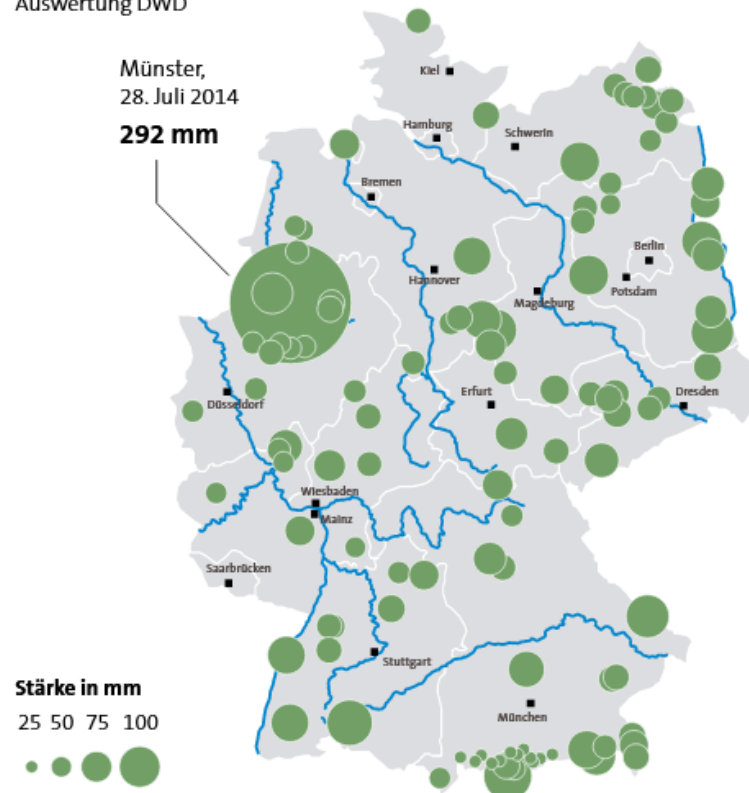 Auswertung DWD
Münster,
28. Juli 2014
292 mm
Kiel
Hamburg
Schwerin
Bremen
Berlin
Hannover
Potsdam
Magdeburg
Düsseldorf
Erfurt
Dresden
Wiesbaden
Mainz
Saarbrücken
Stuttgart
München
Stärke in mm
25 50 75 100